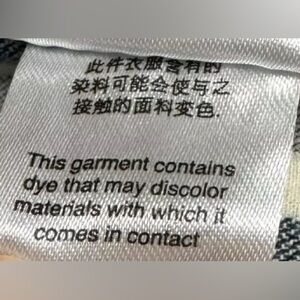 此件衣服含有的
染料可能会使与之
接触的面料变色.
This garment contains
dye that may discolor
materials with which it
comes in contact